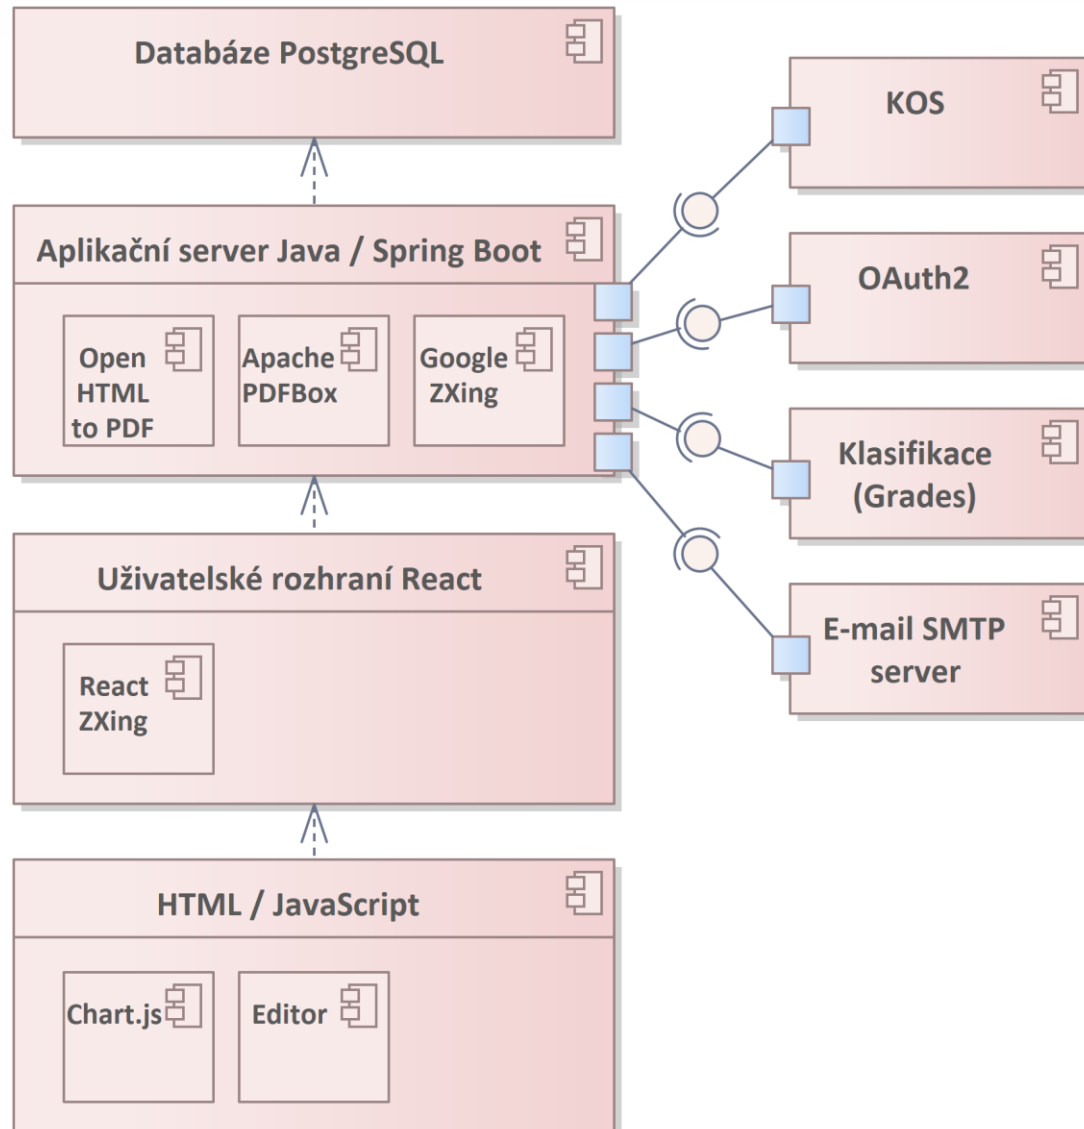 Databáze PostgreSQL
KOS
Aplikační server Java / Spring Boot
OAuth2
Open
HTML
to PDF
Apache
PDFBox
Google
ZXing
Klasifikace
(Grades)
Uživatelské rozhraní React
E-mail SMTP
server
React
ZXing
HTML / JavaScript
Chart.js
Editor